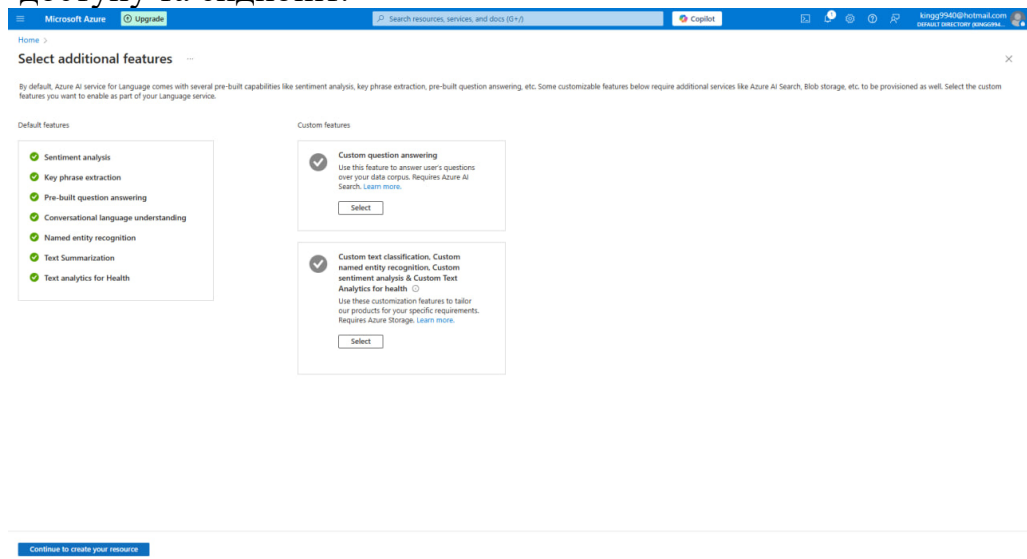 Microsoft Azure Upgrade Search resources, services, and docs (G+/) Copilot 1 kingg9940@hotmail.com
DEFAULT DIRECTORY
Home >
Select additional features ...
By default, Azure AI service for Language comes with several pre-built capabilities like sentiment analysis, key phrase extraction, pre-built question answering, etc. Some customizable features below require additional services like Azure AI Search, Blob storage, etc. to be provisioned as well. Select the custom
features you want to enable as part of your Language service.
Default features
Sentiment analysis
Key phrase extraction
Pre-built question answering
Conversational language understanding
Named entity recognition
Text Summarization
Text analytics for Health
Custom features
Custom question answering
Use this feature to answer user's questions
over your data corpus. Requires Azure AI
Search. Learn more.
Select
Custom text classification, Custom
named entity recognition, Custom
sentiment analysis & Custom Text
Analytics for health
Use these customization features to tailor
our products for your specific requirements.
Requires Azure Storage. Learn more.
Select
Continue to create your resource